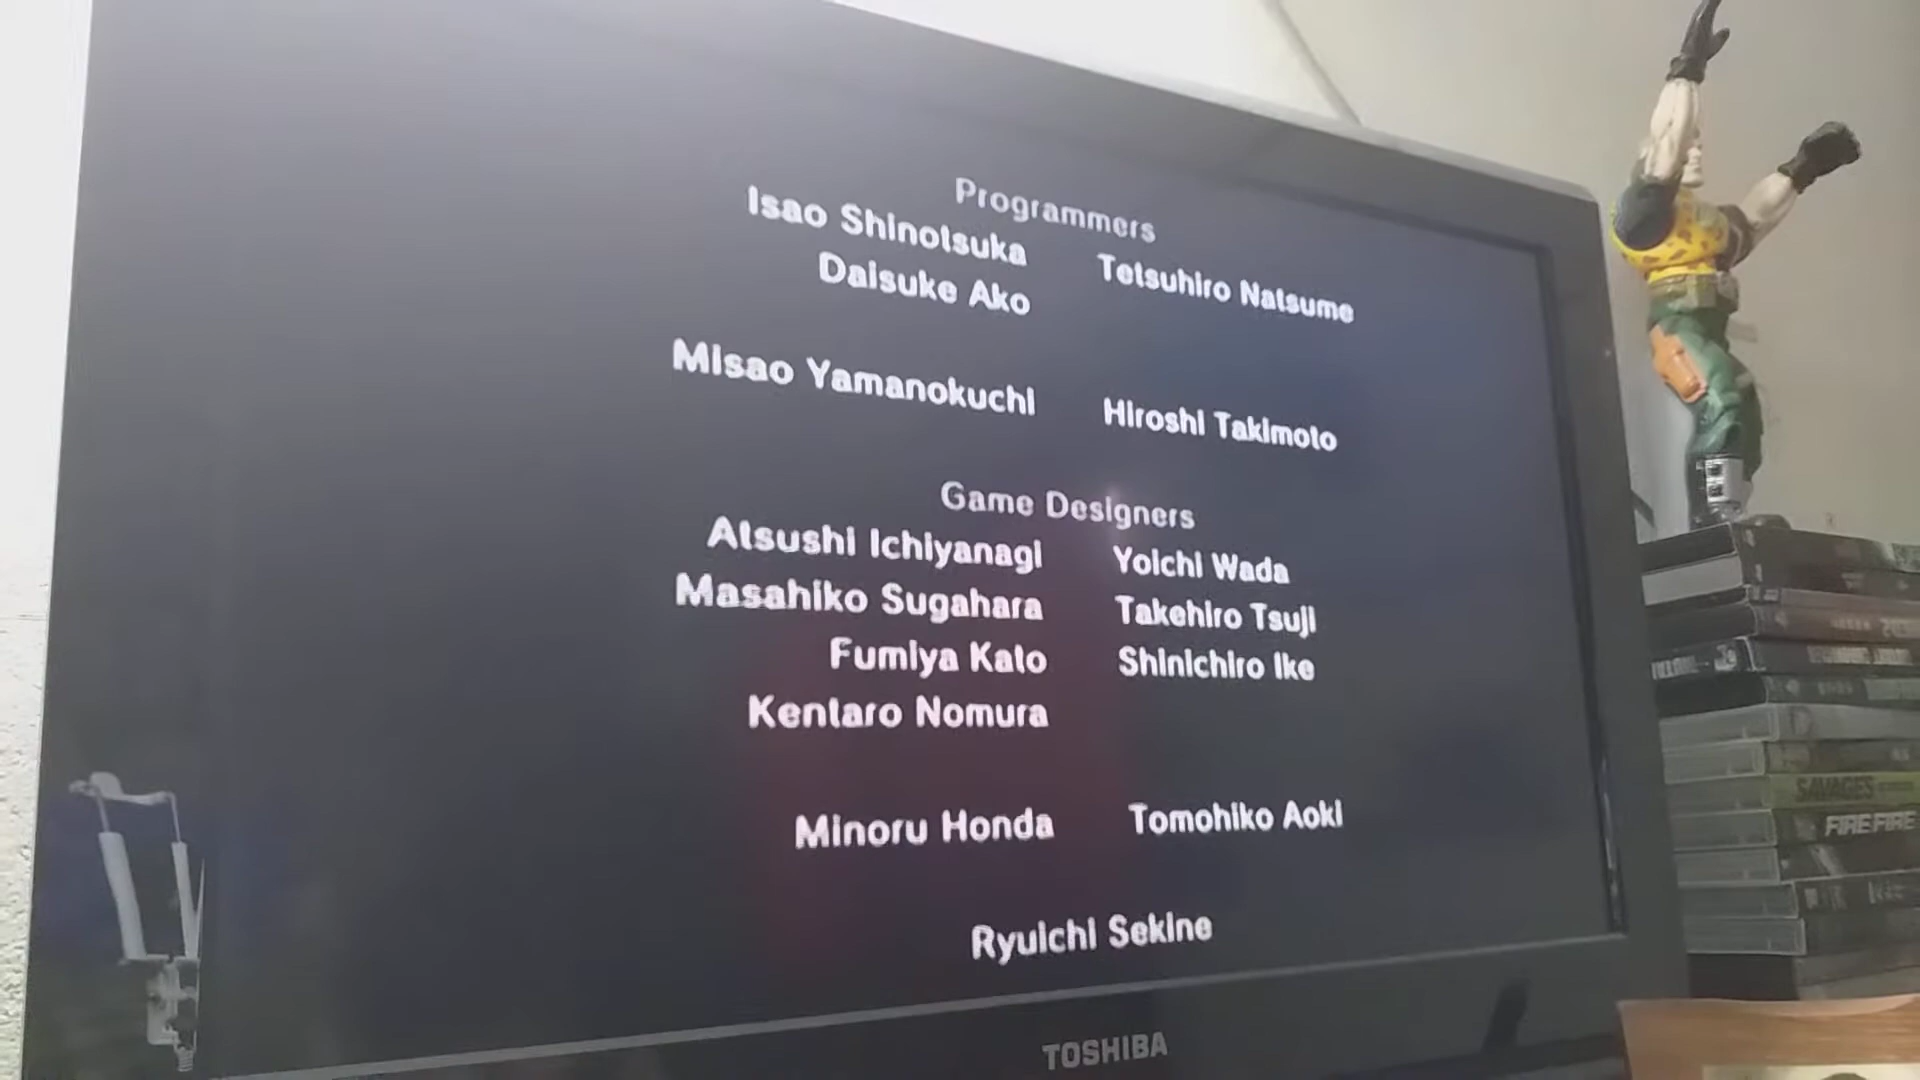 Programmers
Isao Shinotsuka
Tetsuhiro Natsume
Daisuke Ako
Misao Yamanokuchi
Hiroshi Takimoto
Game Designers
Atsushi Ichiyanagi
Yoichi Wada
Masahiko Sugahara
Takehiro Tsuji
Fumiya Kato
Shinichiro Ike
Kentaro Nomura
Minoru Honda
Tomohiko Aoki
Ryuichi Sekine
TOSHIBA
SAVAGES
FIRE FIRE